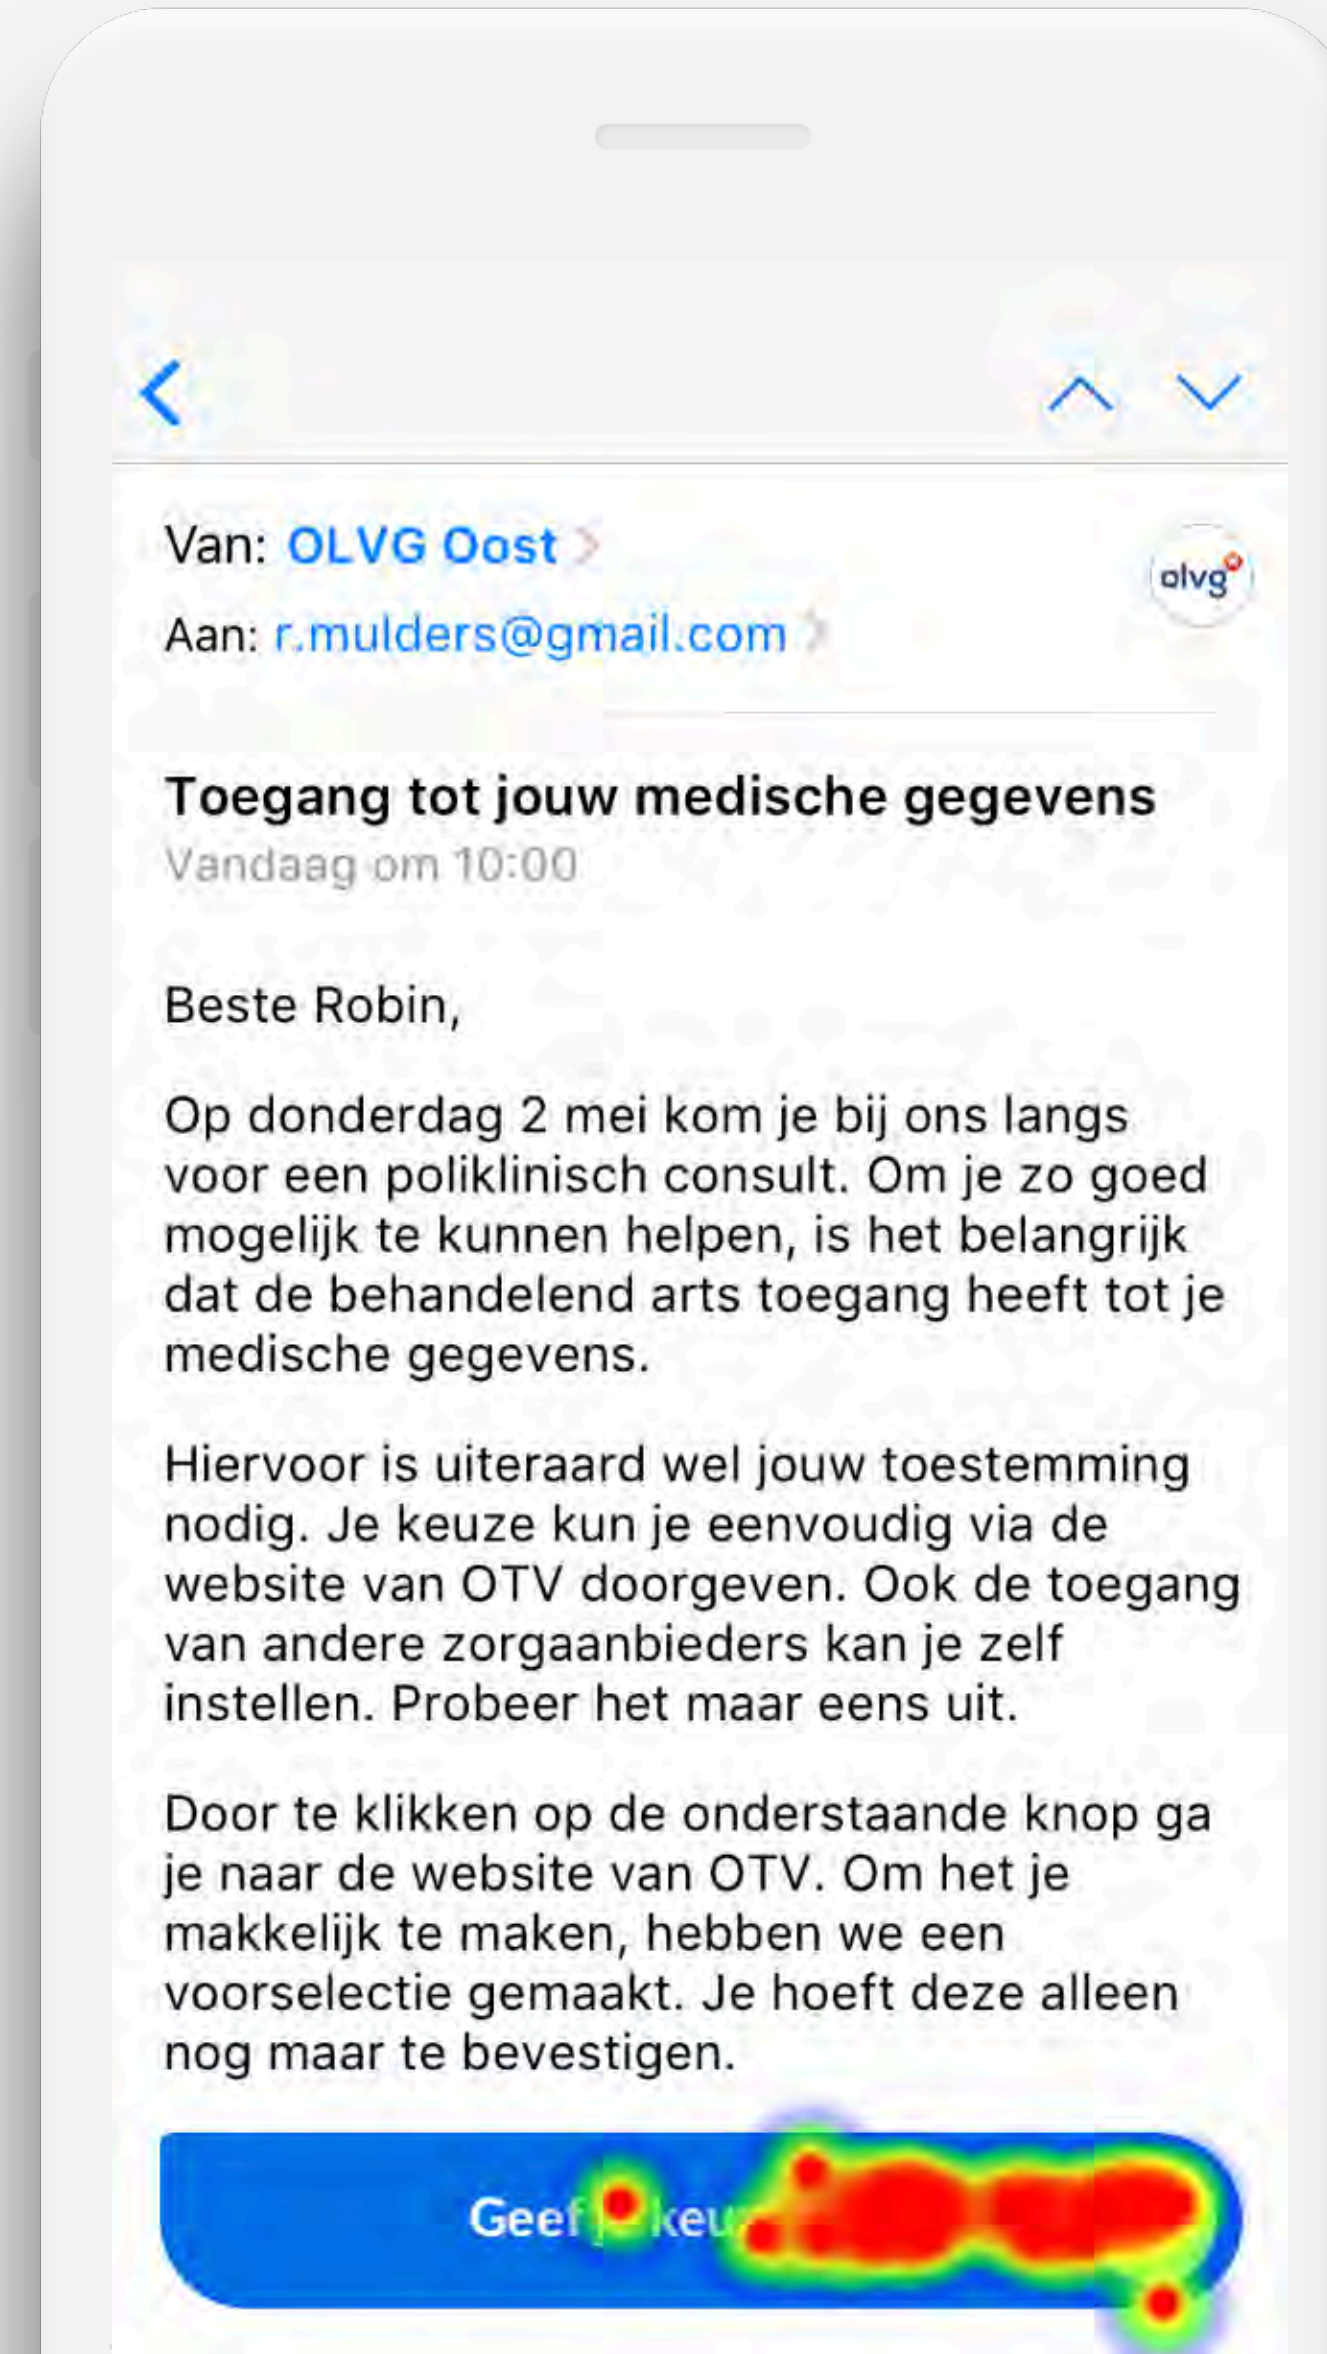 Van: OLVG Oost
olvg
Aan: r.mulders@gmail.com
Toegang tot jouw medische gegevens
Vandaag om 10:00
Beste Robin,
Op donderdag 2 mei kom je bij ons langs
voor een poliklinisch consult. Om je zo goed
mogelijk te kunnen helpen, is het belangrijk
dat de behandelend arts toegang heeft tot je
medische gegevens.
Hiervoor is uiteraard wel jouw toestemming
nodig. Je keuze kun je eenvoudig via de
website van OTV doorgeven. Ook de toegang
van andere zorgaanbieders kan je zelf
instellen. Probeer het maar eens uit.
Door te klikken op de onderstaande knop ga
je naar de website van OTV. Om het je
makkelijk te maken, hebben we een
voorselectie gemaakt. Je hoeft deze alleen
nog maar te bevestigen.
Geef